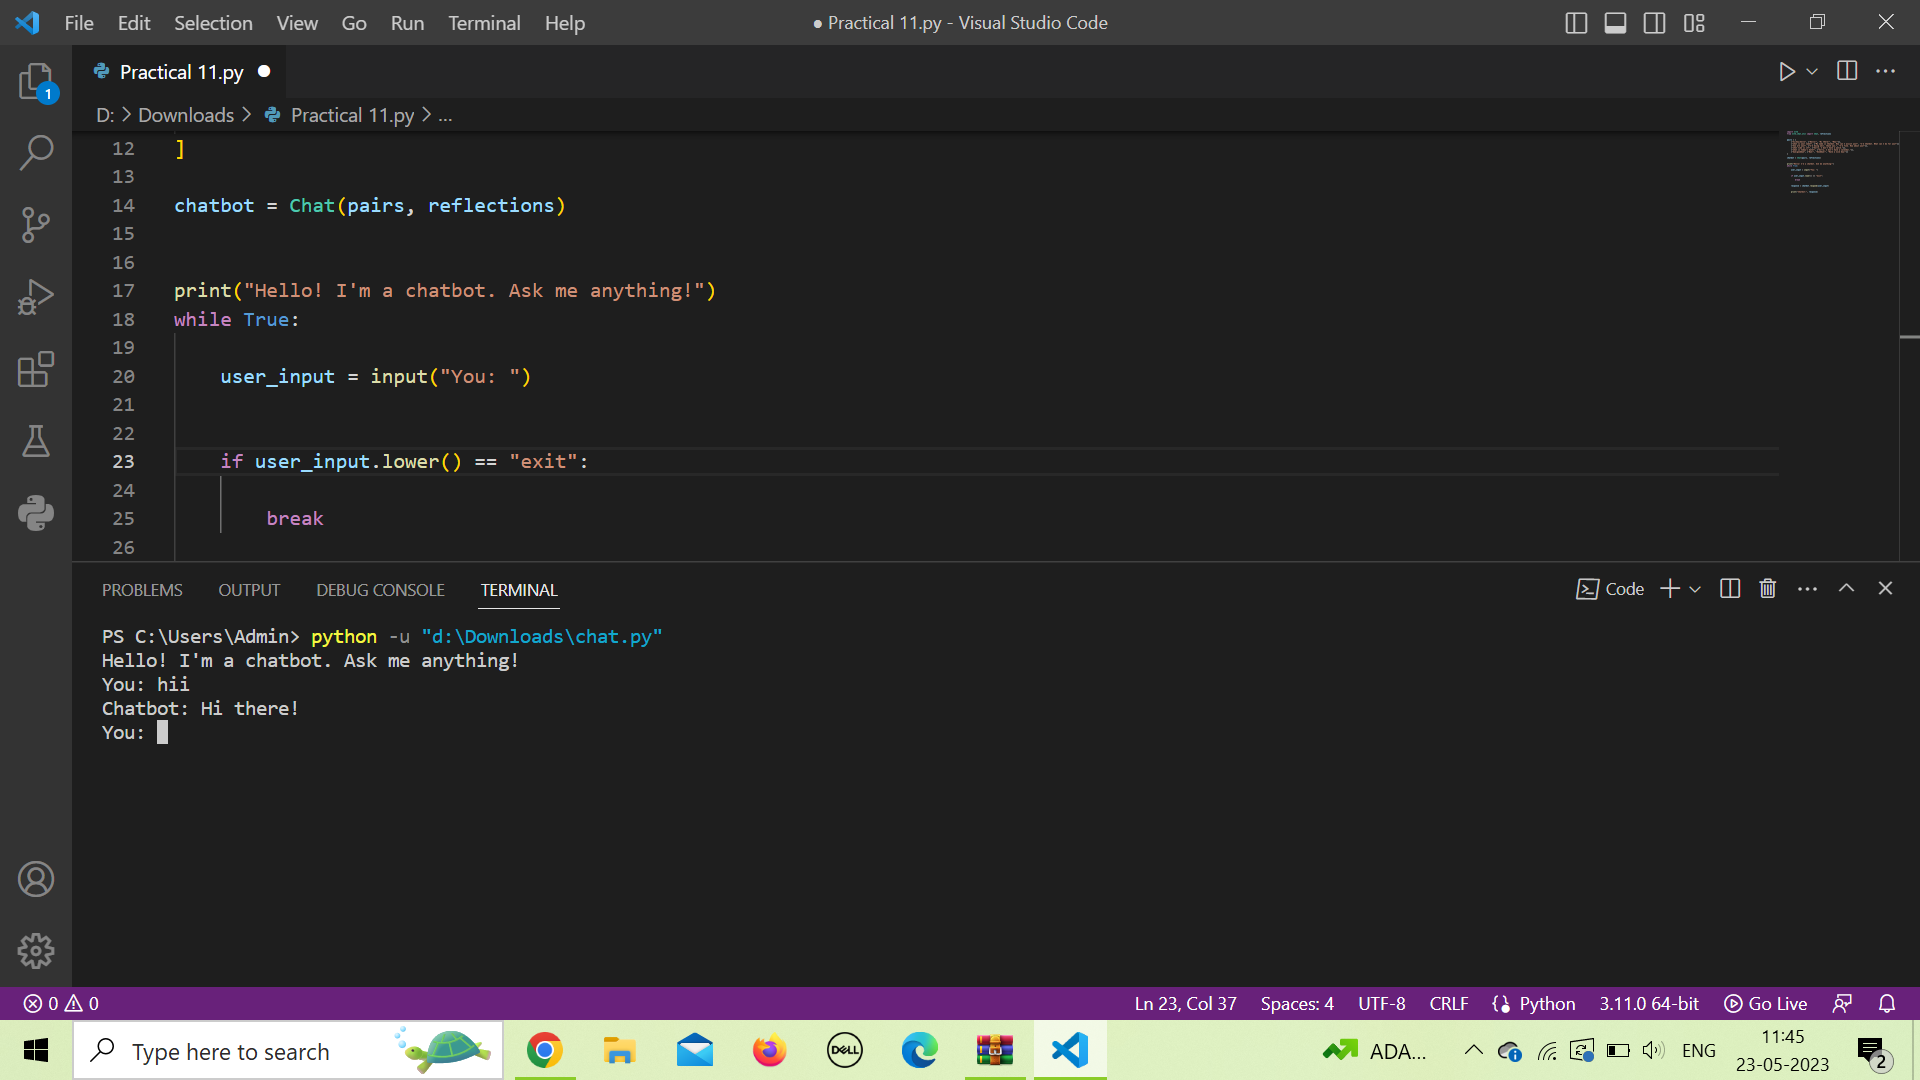 File Edit Selection View Go Run Terminal Help
● Practical 11.py - Visual Studio Code
1
Practical 11.py ●
D: > Downloads > Practical 11.py > ...
12 ]
13
14 chatbot = Chat(pairs, reflections)
15
16
17 print("Hello! I'm a chatbot. Ask me anything!")
18 while True:
19
20 user_input = input("You: ")
21
22
23 if user_input.lower() == "exit":
24
25 break
26
PROBLEMS OUTPUT DEBUG CONSOLE TERMINAL
Code
PS C:\Users\Admin> python -u "d:\Downloads\chat.py"
Hello! I'm a chatbot. Ask me anything!
You: hii
Chatbot: Hi there!
You:
0 0
Ln 23, Col 37 Spaces: 4 UTF-8 CRLF Python 3.11.0 64-bit Go Live
Type here to search
DELL
ADA...
ENG
11:45
23-05-2023
2